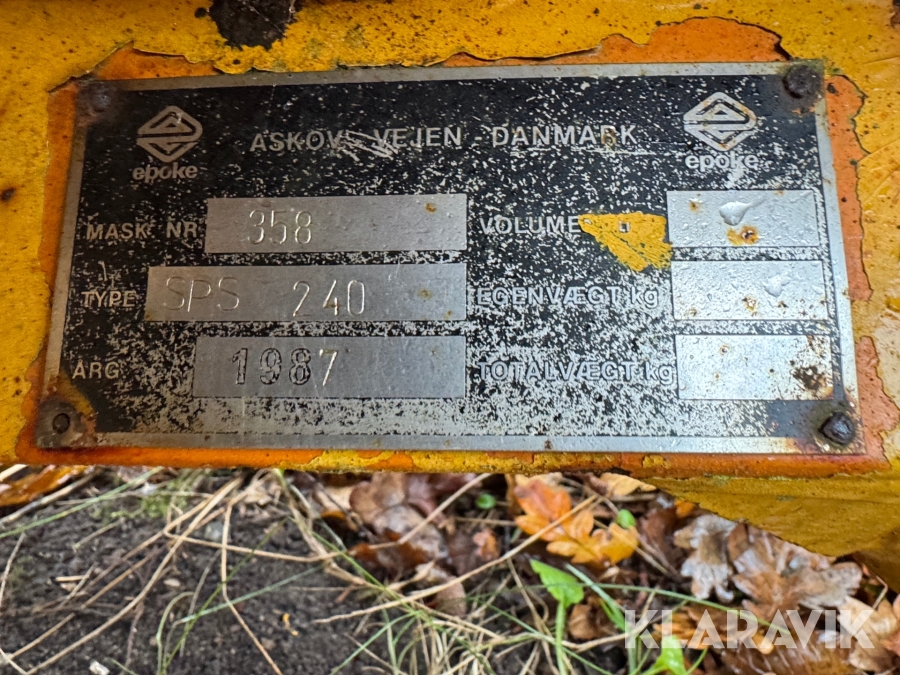 epoke ASKOV - VEJEN - DANMARK epoke
MASK. NR. 358 VOLUME
TYPE SPS 240 EGENVÆGT kg
ÅRG. 1987 TOTALVÆGT kg
KLARAVIK